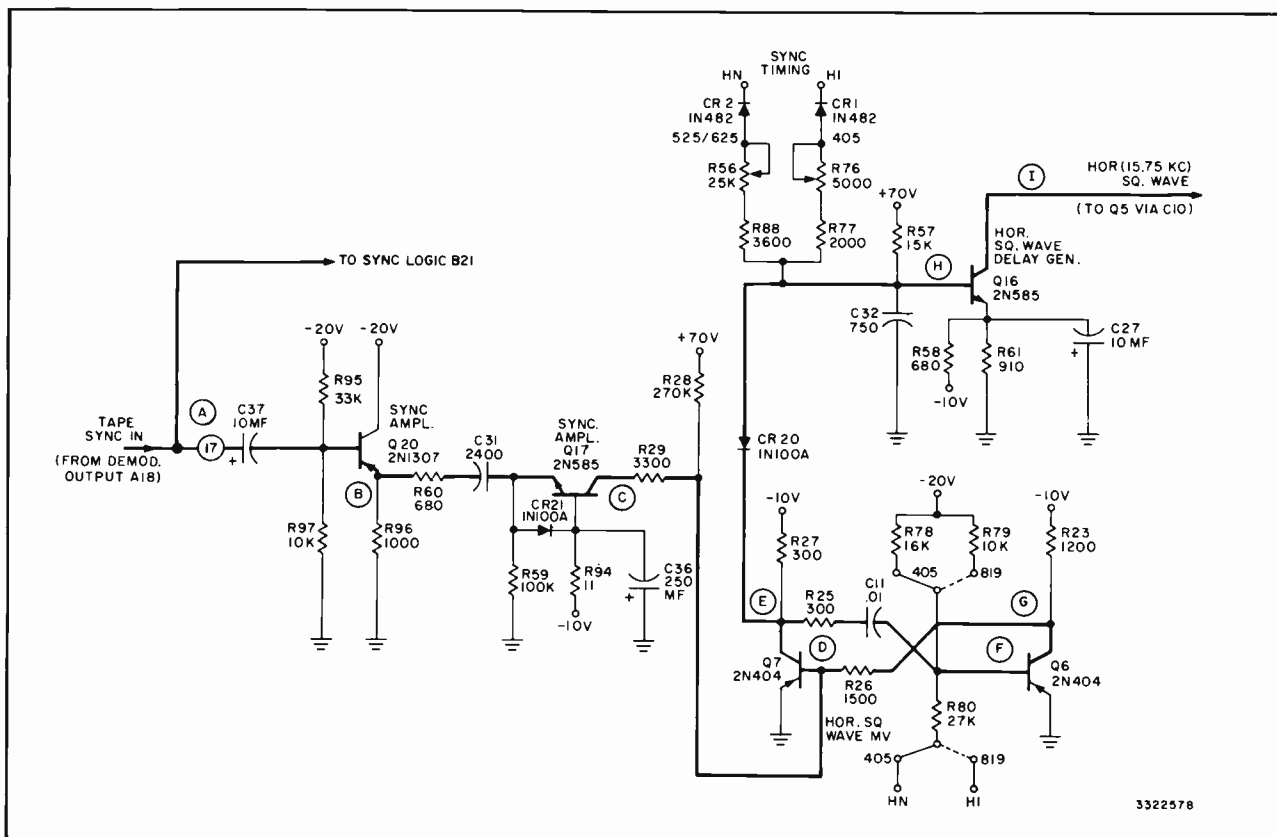 SYNC
TIMING
HN
HI
CR 2
IN482
CR1
IN482
525/625
405
R56
25K
R76
5000
R88
3600
R77
2000
+70V
R57
15K
H
I
HOR (15.75 KC)
SQ. WAVE
(TO Q5 VIA C10)
HOR.
SQ. WAVE
DELAY GEN.
Q16
2N585
C32
750
R58
680
-10V
R61
910
C27
10 MF
+
TO SYNC LOGIC B21
-20V
-20V
R95
33K
A
TAPE
SYNC IN
(FROM DEMOD.
OUTPUT A18)
17
C37
10MF
+
SYNC
AMPL.
Q20
2N1307
B
R97
10K
R96
1000
R60
680
C31
2400
SYNC.
AMPL.
Q17
2N585
CR21
IN100A
R59
100K
R94
11
-10V
C36
250
MF
+
C
R29
3300
+70V
R28
270K
CR 20
IN100A
-10V
R27
300
E
R25
300
C11
.01
-20V
R78
16K
R79
10K
405
819
-10V
R23
1200
G
F
D
Q7
2N404
R26
1500
HOR. SQ
WAVE MV
Q6
2N404
R80
27K
405
819
HN
HI
3322578